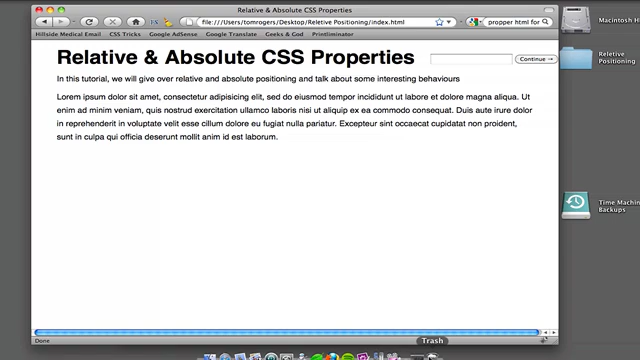 Relative & Absolute CSS Properties
file:///Users/tomrogers/Desktop/Reletive Positioning/index.html
propper html for
Macintosh H
Hillside Medical Email
CSS Tricks
Google AdSense
Geeks & God
Google Translate
Printliminator
Relative & Absolute CSS Properties
Continue →
Reletive
Positioning
In this tutorial, we will give over relative and absolute positioning and talk about some interesting behaviours
Lorem ipsum dolor sit amet, consectetur adipisicing elit, sed do eiusmod tempor incididunt ut labore et dolore magna aliqua. Ut
enim ad minim veniam, quis nostrud exercitation ullamco laboris nisi ut aliquip ex ea commodo consequat. Duis aute irure dolor
in reprehenderit in voluptate velit esse cillum dolore eu fugiat nulla pariatur. Excepteur sint occaecat cupidatat non proident,
sunt in culpa qui officia deserunt mollit anim id est laborum.
Time Machin
Backups
Done
Trash